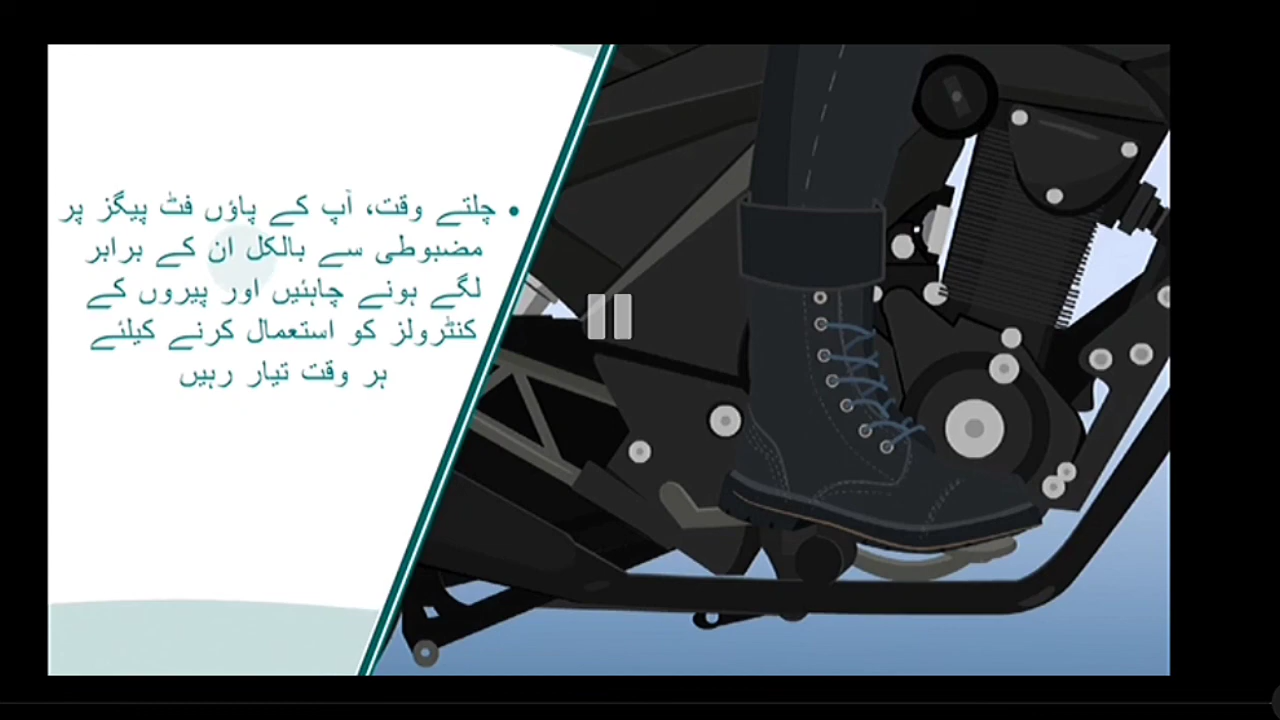 • چلتے وقت، آپ کے پاؤں فٹ پیگز پر
مضبوطی سے بالکل ان کے برابر
لگے ہونے چاہئیں اور پیروں کے
کنٹرولز کو استعمال کرنے کیلئے
ہر وقت تیار رہیں